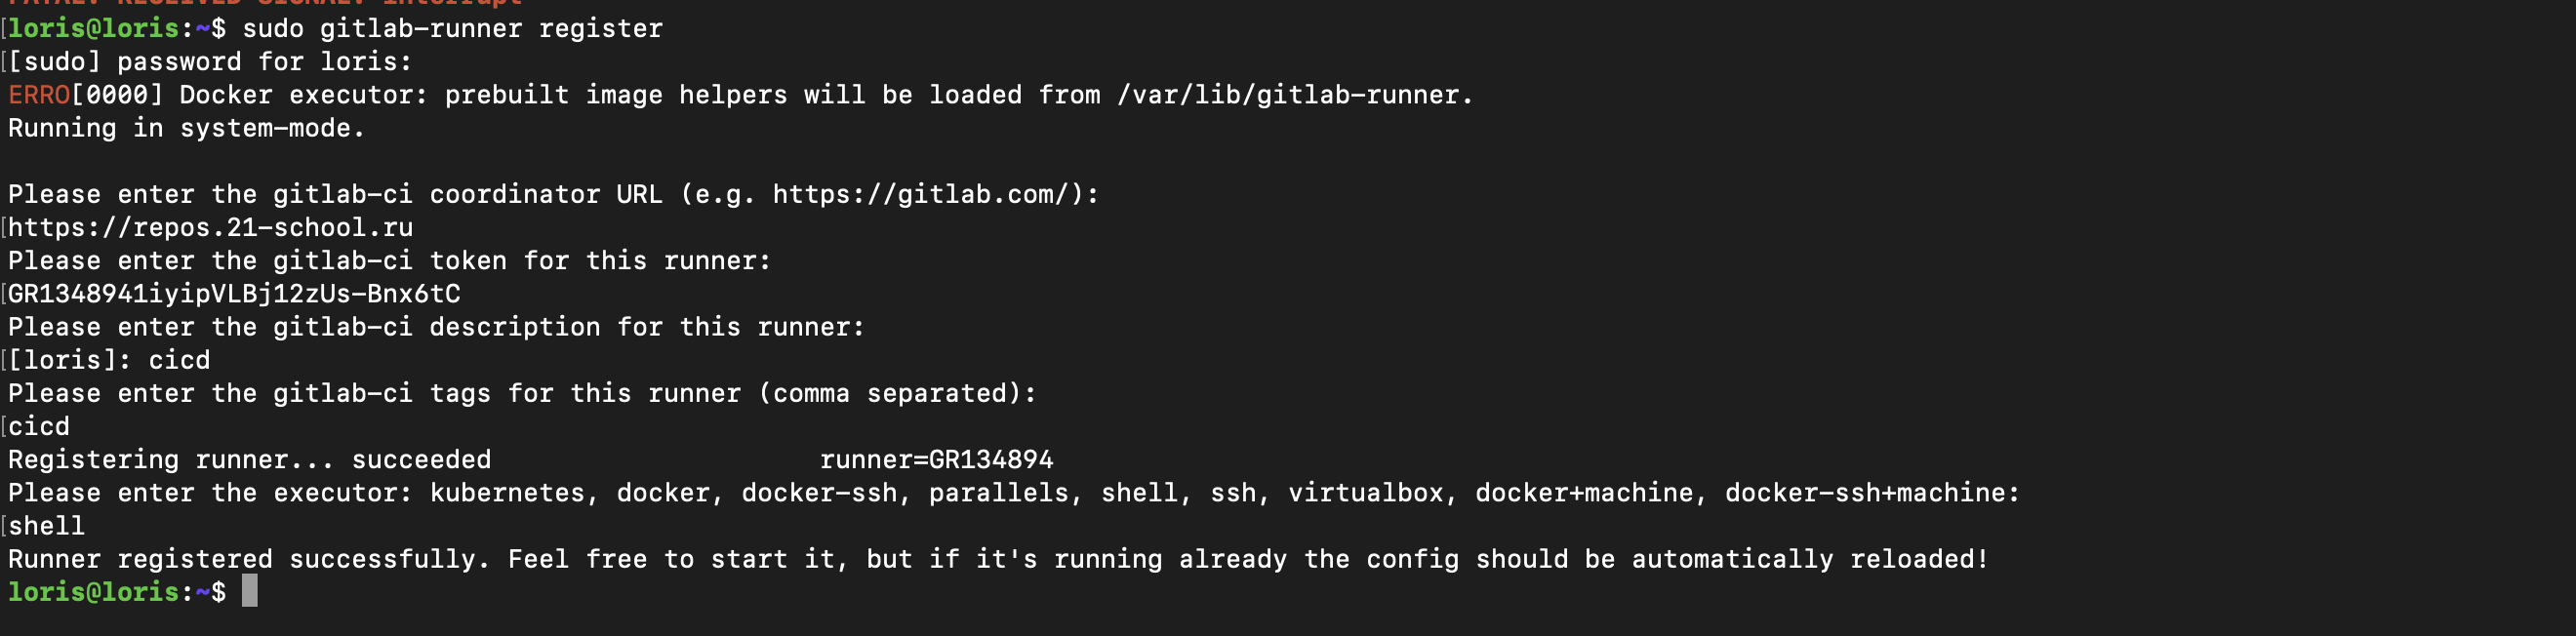 FATAL: RECEIVED SIGNAL: interrupt
[loris@loris:~$ sudo gitlab-runner register
[[sudo] password for loris:
ERRO[0000] Docker executor: prebuilt image helpers will be loaded from /var/lib/gitlab-runner.
Running in system-mode.
Please enter the gitlab-ci coordinator URL (e.g. https://gitlab.com/):
[https://repos.21-school.ru
Please enter the gitlab-ci token for this runner:
[GR1348941iyipVLBj12zUs-Bnx6tC
Please enter the gitlab-ci description for this runner:
[[loris]: cicd
Please enter the gitlab-ci tags for this runner (comma separated):
[cicd
Registering runner... succeeded                     runner=GR134894
Please enter the executor: kubernetes, docker, docker-ssh, parallels, shell, ssh, virtualbox, docker+machine, docker-ssh+machine:
[shell
Runner registered successfully. Feel free to start it, but if it's running already the config should be automatically reloaded!
loris@loris:~$